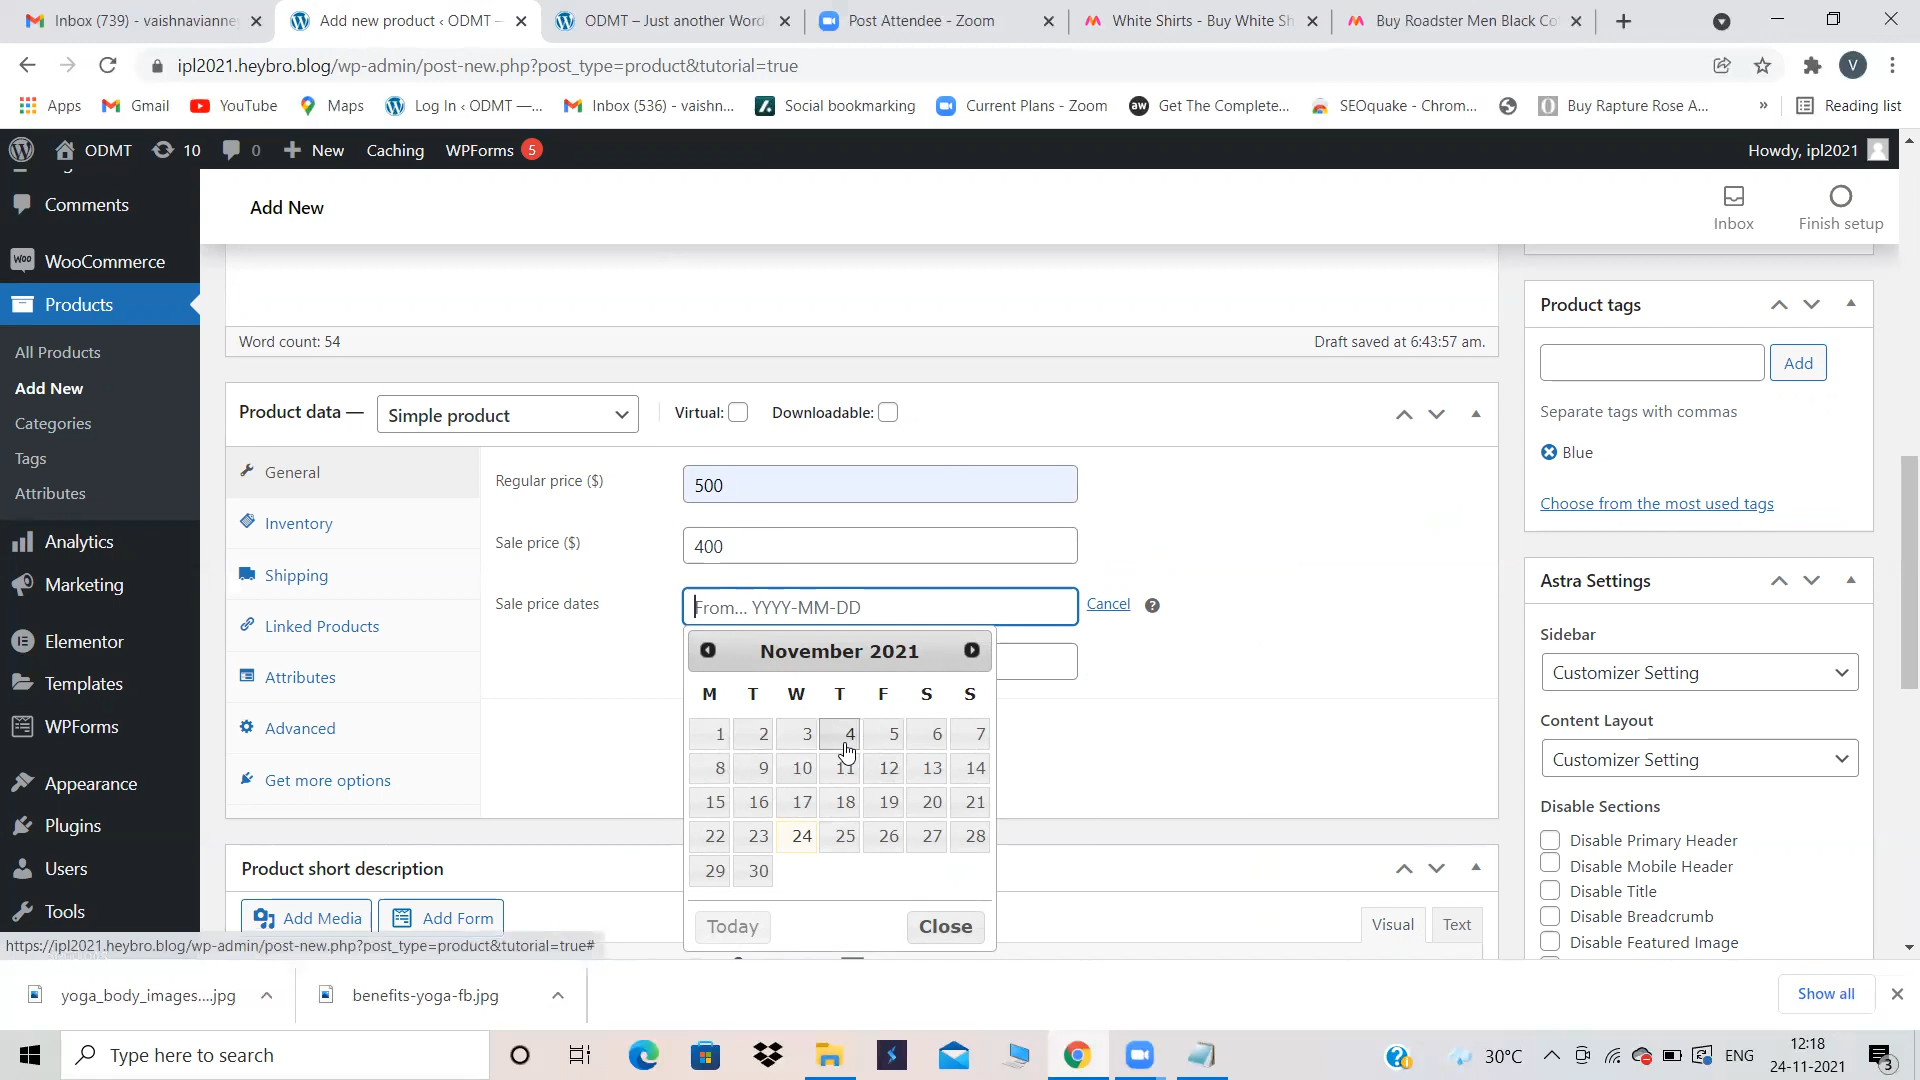 Inbox (739) - vaishnavianne
Add new product ‹ ODMT —
ODMT – Just another Word
Post Attendee - Zoom
White Shirts - Buy White Sh
Buy Roadster Men Black Co
ipl2021.heybro.blog/wp-admin/post-new.php?post_type=product&tutorial=true
V
Apps
Gmail
YouTube
Maps
Log In ‹ ODMT —...
Inbox (536) - vaishn...
Social bookmarking
Current Plans - Zoom
Get The Complete...
SEOquake - Chrom...
Buy Rapture Rose A...
»
Reading list
ODMT
10
0
New
Caching
WPForms 5
Howdy, ipl2021
Comments
WooCommerce
Products
All Products
Add New
Categories
Tags
Attributes
Analytics
Marketing
Elementor
Templates
WPForms
Appearance
Plugins
Users
Tools
Add New
Inbox
Finish setup
Word count: 54
Draft saved at 6:43:57 am.
Product data —
Simple product
Virtual:
Downloadable:
General
Inventory
Shipping
Linked Products
Attributes
Advanced
Get more options
Regular price ($)
500
Sale price ($)
400
Sale price dates
From... YYYY-MM-DD
Cancel
November 2021
M T W T F S S
1 2 3 4 5 6 7
8 9 10 11 12 13 14
15 16 17 18 19 20 21
22 23 24 25 26 27 28
29 30
Today
Close
Product short description
Add Media
Add Form
Visual
Text
Product tags
Add
Separate tags with commas
Blue
Choose from the most used tags
Astra Settings
Sidebar
Customizer Setting
Content Layout
Customizer Setting
Disable Sections
Disable Primary Header
Disable Mobile Header
Disable Title
Disable Breadcrumb
Disable Featured Image
https://ipl2021.heybro.blog/wp-admin/post-new.php?post_type=product&tutorial=true#
yoga_body_images....jpg
benefits-yoga-fb.jpg
Show all
Type here to search
30°C
ENG
12:18
24-11-2021
3